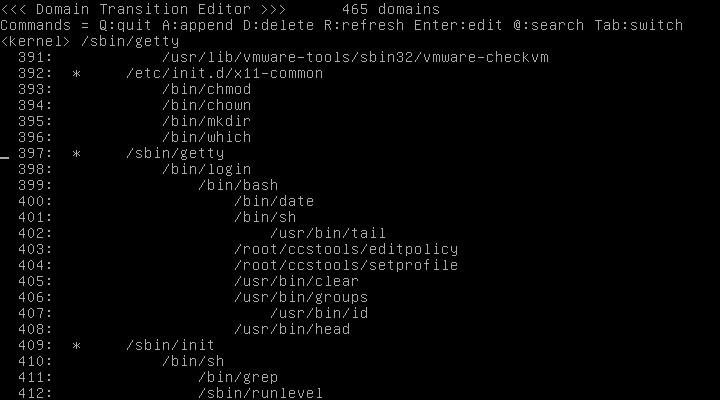 <<< Domain Transition Editor >>>      465 domains
Commands = Q:quit A:append D:delete R:refresh Enter:edit @:search Tab:switch
<kernel> /sbin/getty
  391:            /usr/lib/vmware-tools/sbin32/vmware-checkvm
  392:  *     /etc/init.d/x11-common
  393:            /bin/chmod
  394:            /bin/chown
  395:            /bin/mkdir
  396:            /bin/which
_ 397:  *     /sbin/getty
  398:            /bin/login
  399:                /bin/bash
  400:                    /bin/date
  401:                    /bin/sh
  402:                        /usr/bin/tail
  403:                    /root/ccstools/editpolicy
  404:                    /root/ccstools/setprofile
  405:                    /usr/bin/clear
  406:                    /usr/bin/groups
  407:                        /usr/bin/id
  408:                    /usr/bin/head
  409:  *     /sbin/init
  410:            /bin/sh
  411:                /bin/grep
  412:                /sbin/runlevel